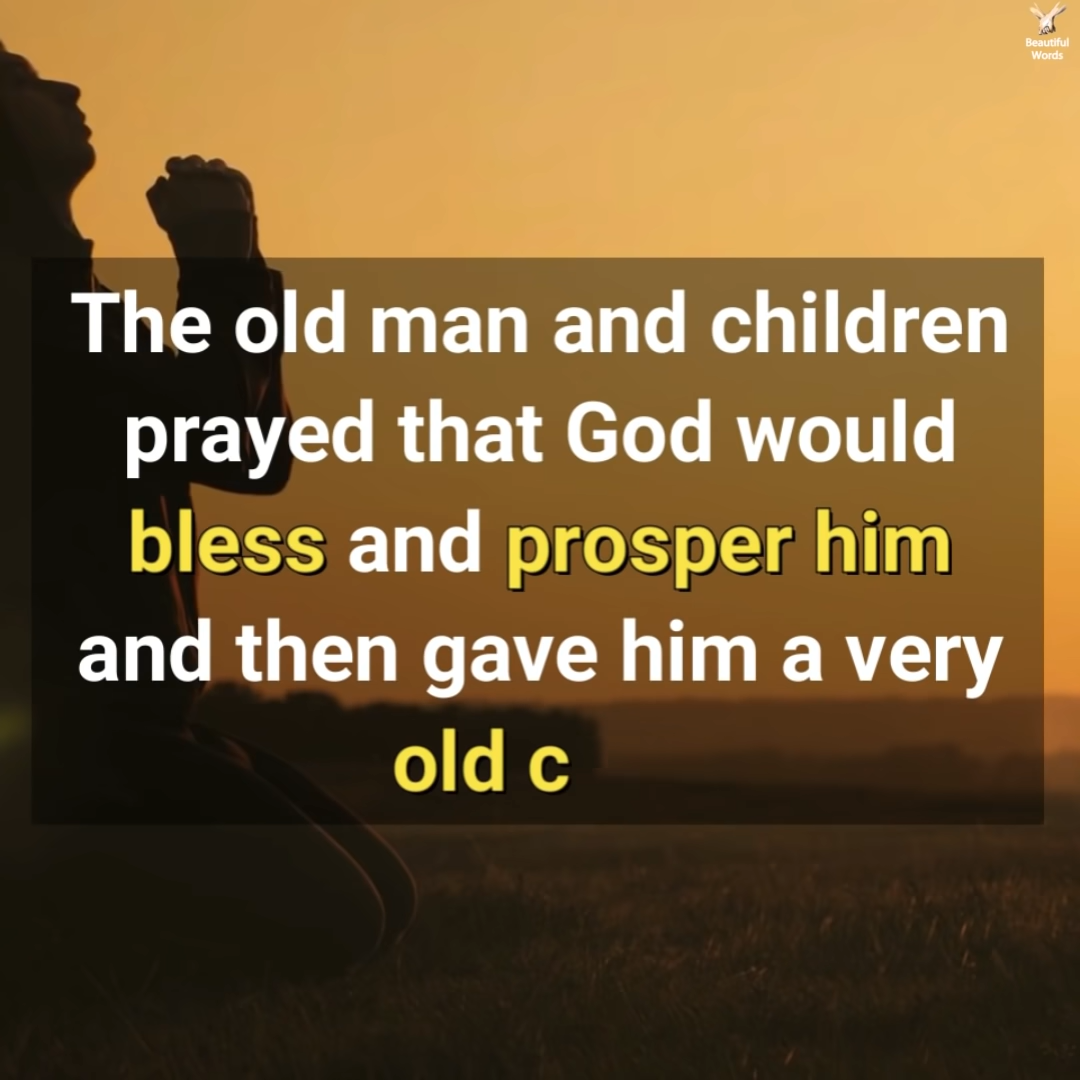 Beautiful
Words
The old man and children
prayed that God would
bless and prosper him
and then gave him a very
old c